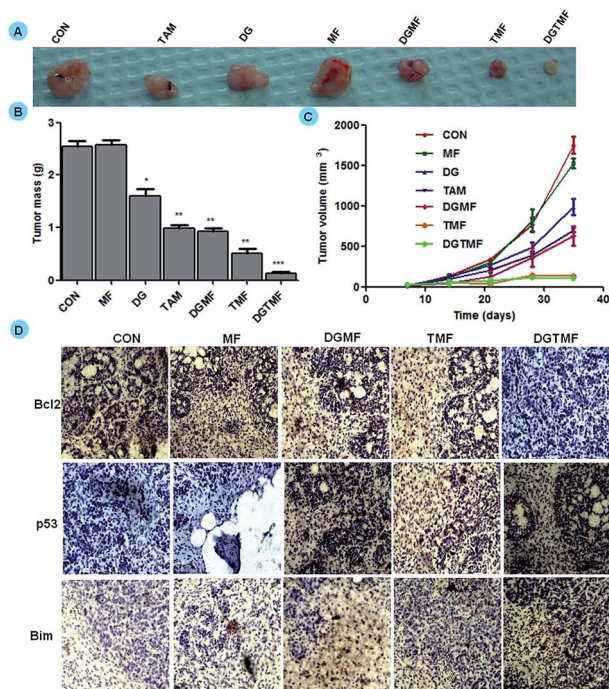 A
CON TAM DG MF DGMF TMF DGTMF
B
Tumor mass (g)
3
2
1
0
*
**
**
**
***
CON MF DG TAM DGMF TMF DGTMF
C
Tumor volume (mm 3)
2000
1500
1000
500
0
CON
MF
DG
TAM
DGMF
TMF
DGTMF
0 10 20 30 40
Time (days)
D
CON MF DGMF TMF DGTMF
Bcl2
p53
Bim